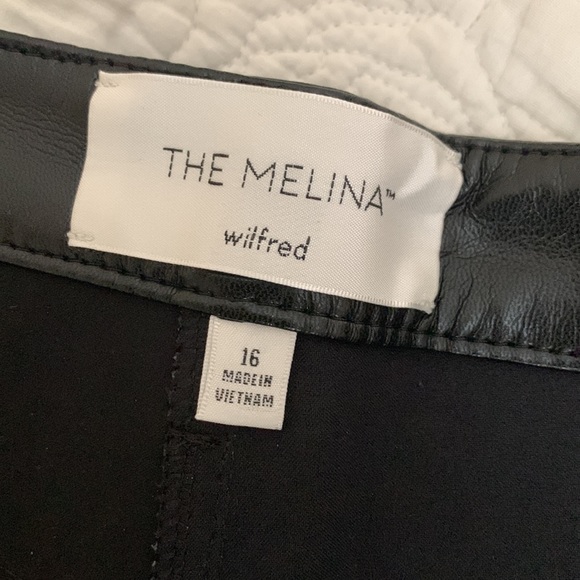 THE MELINA™
wilfred
16
MADE IN
VIETNAM